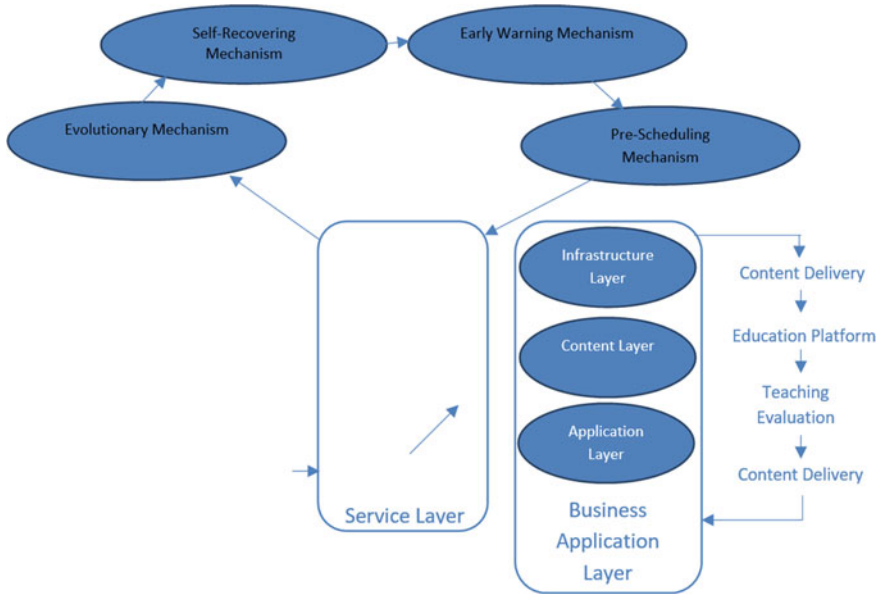 Self-Recovering
Mechanism
Early Warning Mechanism
Evolutionary Mechanism
Pre-Scheduling
Mechanism
Infrastructure
Layer
Content Layer
Application
Layer
Service Layer
Business
Application
Layer
Content Delivery
Education Platform
Teaching
Evaluation
Content Delivery